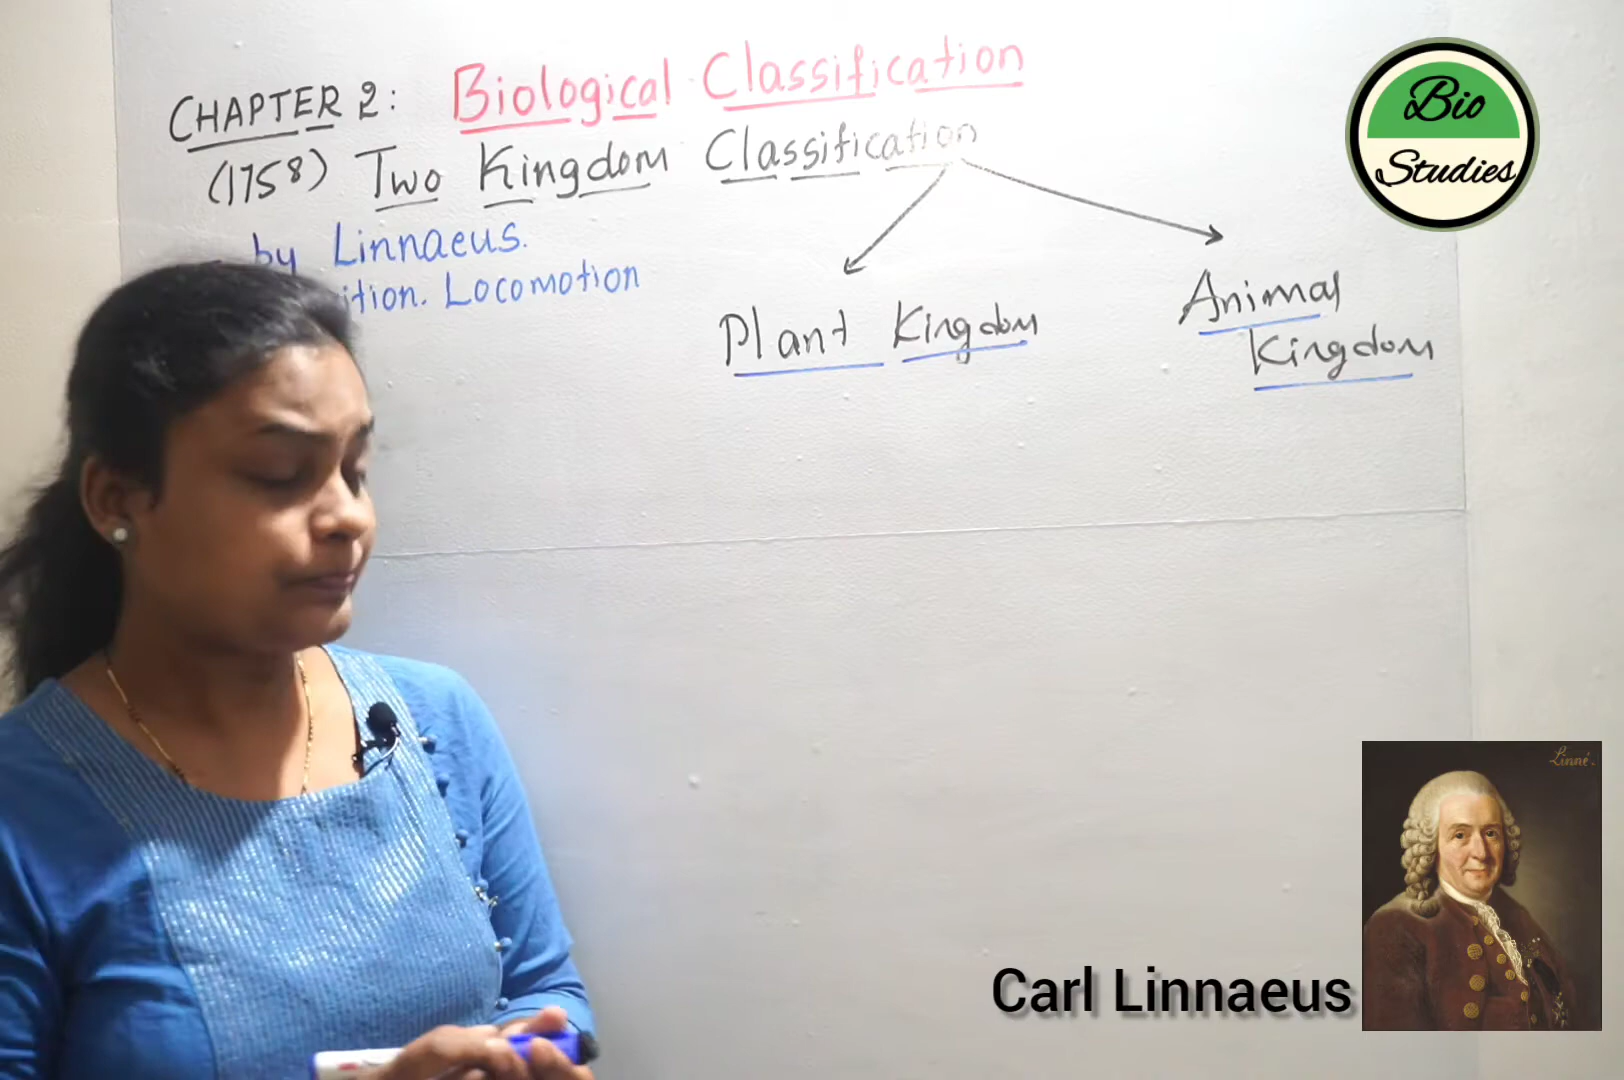 CHAPTER 2: Biological Classification
(1758) Two Kingdom Classification
- by Linnaeus.
Locomotion
Plant Kingdom
Animal
Kingdom
Bio
Studies
Linné.
Carl Linnaeus